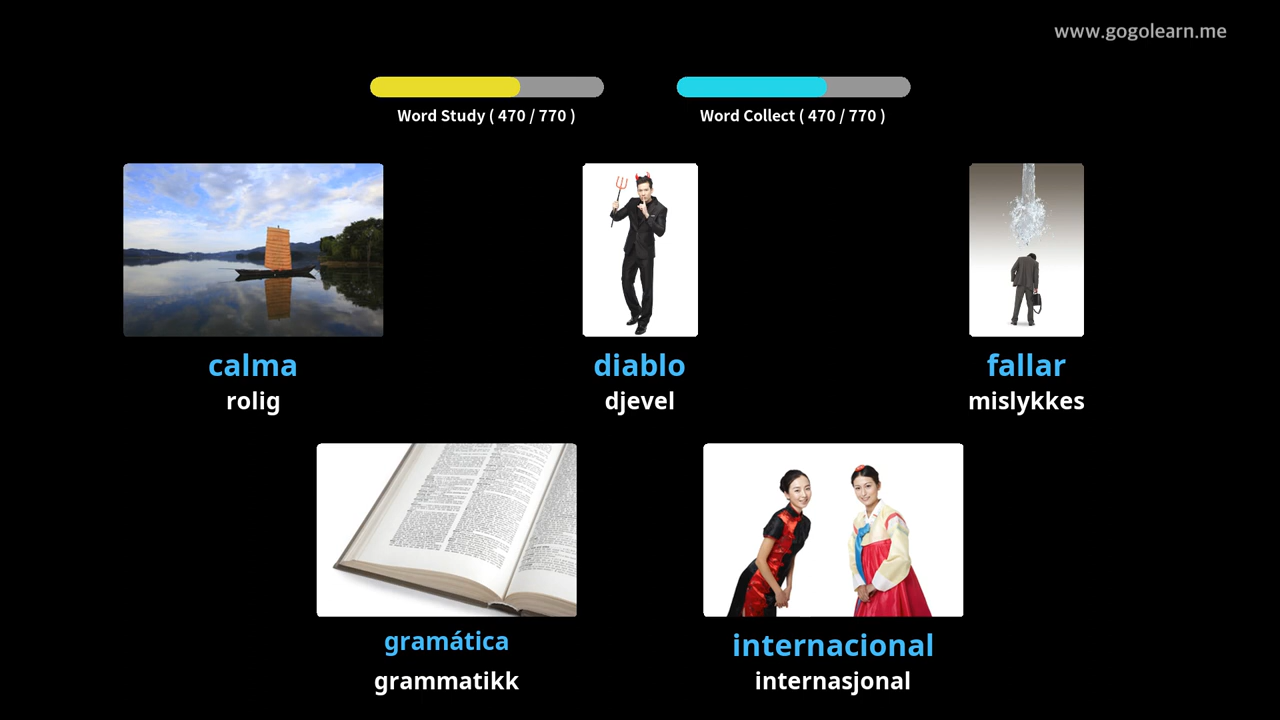 www.gogolearn.me
Word Study ( 470 / 770 )
Word Collect ( 470 / 770 )
calma
rolig
diablo
djevel
fallar
mislykkes
gramática
grammatikk
internacional
internasjonal